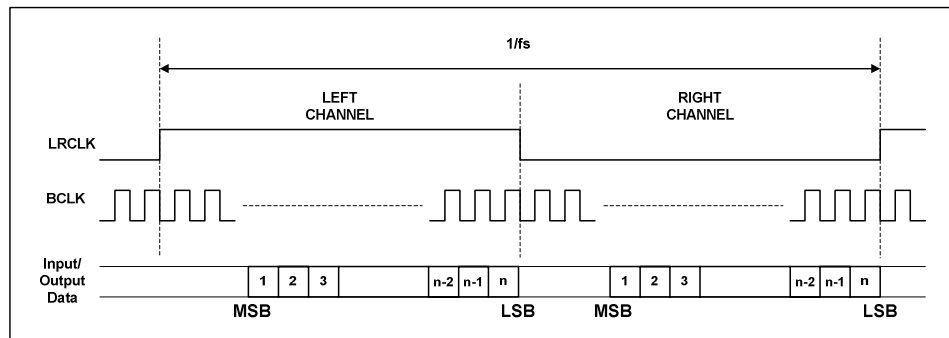 1/fs
LEFT
CHANNEL
RIGHT
CHANNEL
LRCLK
BCLK
Input/
Output
Data
1 2 3 n-2 n-1 n 1 2 3 n-2 n-1 n
MSB LSB MSB LSB